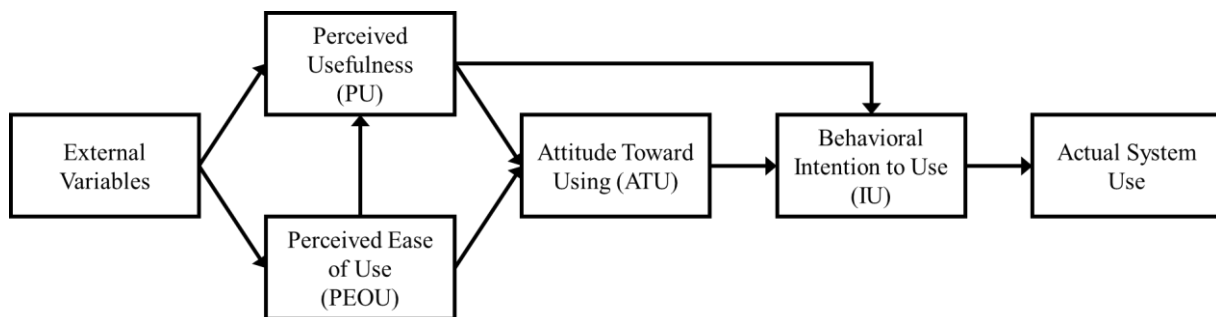 External
Variables
Perceived
Usefulness
(PU)
Perceived Ease
of Use
(PEOU)
Attitude Toward
Using (ATU)
Behavioral
Intention to Use
(IU)
Actual System
Use